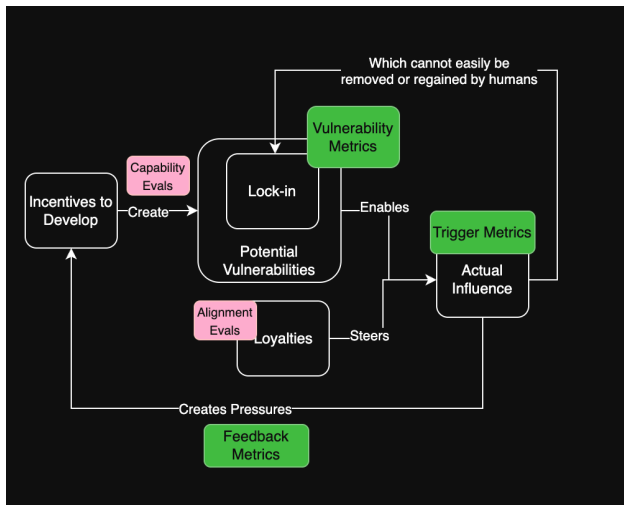 Which cannot easily be
removed or regained by humans
Vulnerability
Metrics
Capability
Evals
Lock-in
Incentives to
Develop
Create
Enables
Trigger Metrics
Potential
Vulnerabilities
Actual
Influence
Alignment
Evals
Loyalties
Steers
Creates Pressures
Feedback
Metrics